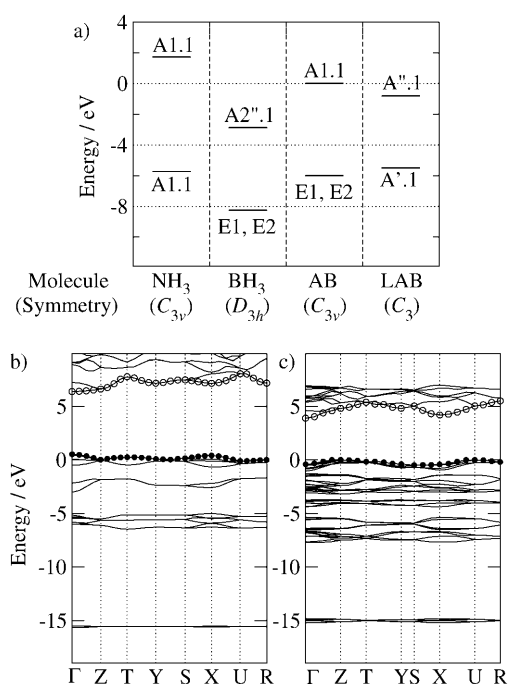 a)
4
0
-4
-8
Energy / eV
A1.1
A1.1
A2".1
E1, E2
A1.1
E1, E2
A".1
A'.1
Molecule NH3 BH3 AB LAB
(Symmetry) (C3v) (D3h) (C3v) (C3)
b)
5
0
-5
-10
-15
Energy / eV
Γ Z T Y S X U R
c)
5
0
-5
-10
-15
Γ Z T Y S X U R